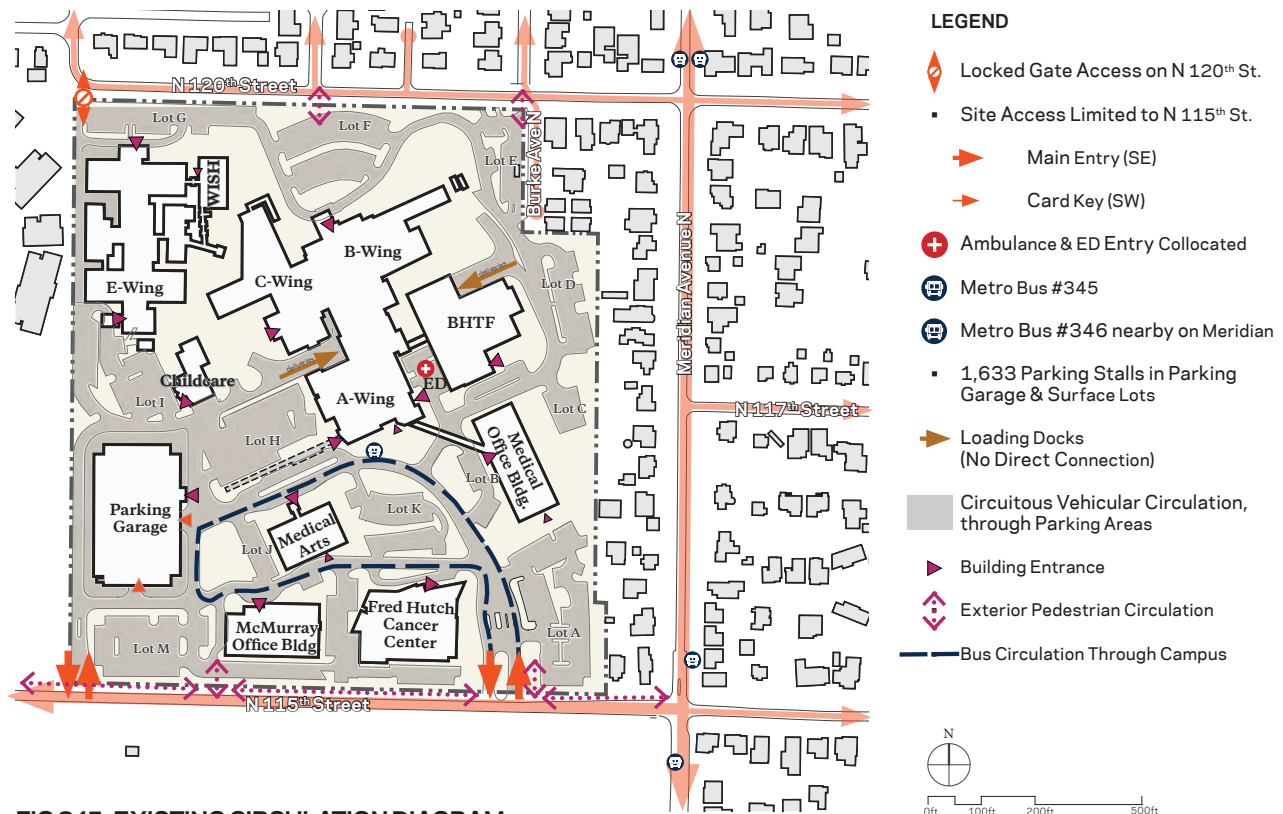 N 120th Street
Lot G
Lot F
Lot E
Burke Ave N
WISH
B-Wing
C-Wing
E-Wing
deliveries
Lot D
BHTF
Meridian Avenue N
Childcare
deliveries
ED
A-Wing
Lot I
N 117th Street
Lot C
Lot H
Medical
Office Bldg.
Lot B
Parking
Garage
Lot K
Medical
Arts
Lot J
McMurray
Office Bldg
Fred Hutch
Cancer
Center
Lot A
Lot M
N 115th Street
LEGEND
Locked Gate Access on N 120th St.
▪ Site Access Limited to N 115th St.
Main Entry (SE)
Card Key (SW)
Ambulance & ED Entry Collocated
Metro Bus #345
Metro Bus #346 nearby on Meridian
▪ 1,633 Parking Stalls in Parking
Garage & Surface Lots
Loading Docks
(No Direct Connection)
Circuitous Vehicular Circulation,
through Parking Areas
Building Entrance
Exterior Pedestrian Circulation
Bus Circulation Through Campus
N
0ft 100ft 200ft 500ft
EXISTING CIRCULATION DIAGRAM